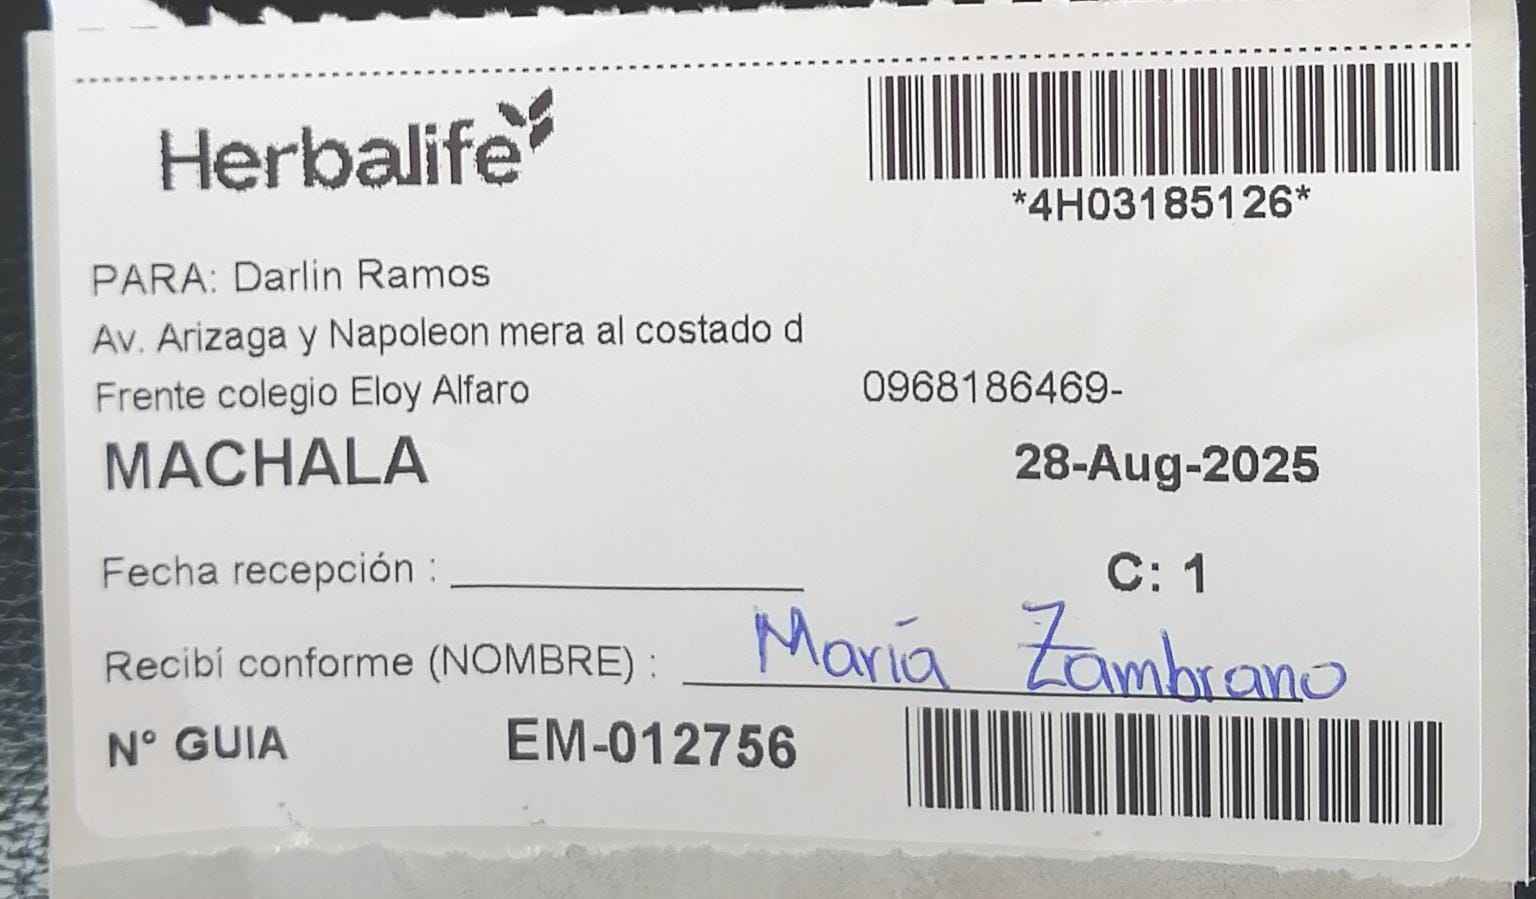 Herbalife
*4H03185126*
PARA: Darlin Ramos
Av. Arizaga y Napoleon mera al costado d
Frente colegio Eloy Alfaro 0968186469-
MACHALA 28-Aug-2025
Fecha recepción : C: 1
Recibí conforme (NOMBRE) : María Zambrano
N° GUIA EM-012756